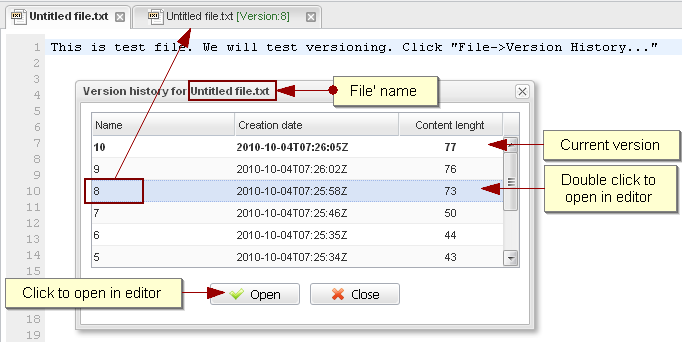 Untitled file.txt
Untitled file.txt [Version:8]
1 This is test file. We will test versioning. Click "File->Version History..."
2
3
4
5
6
7
8
9
10
11
12
13
14
15
18
19
Version history for Untitled file.txt
File' name
Name Creation date Content lenght
10 2010-10-04T07:26:05Z 77
Current version
9 2010-10-04T07:26:02Z 76
8 2010-10-04T07:25:58Z 73
Double click to
open in editor
7 2010-10-04T07:25:46Z 50
6 2010-10-04T07:25:35Z 44
5 2010-10-04T07:25:34Z 43
Click to open in editor
Open
Close